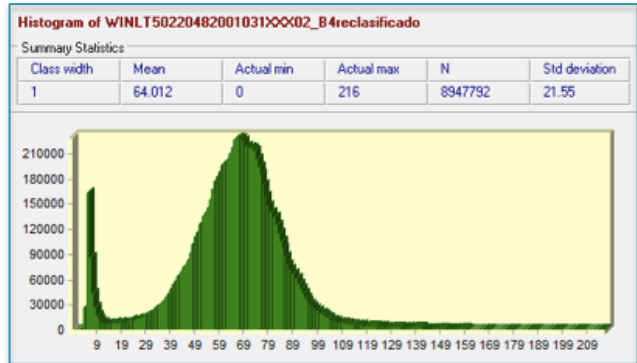 Histogram of WINLT50220482001031XXX02_B4reclasificado
Summary Statistics
Class width Mean Actual min Actual max N Std deviation
1 64.012 0 216 8947792 21.55
210000
180000
150000
120000
90000
60000
30000
0
9 19 29 39 49 59 69 79 89 99 109 119 129 139 149 159 169 179 189 199 209